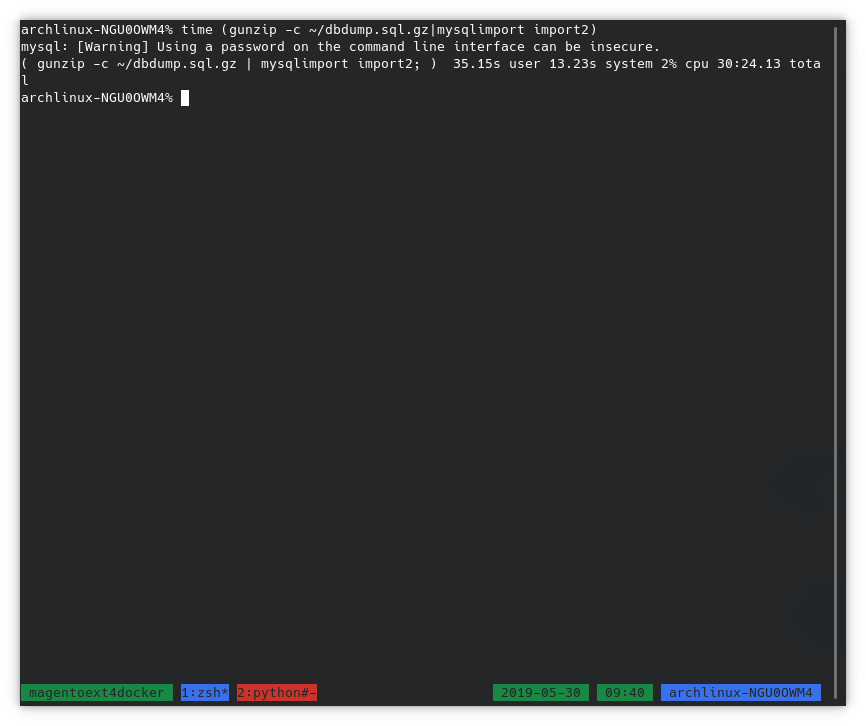 archlinux-NGU0OWM4% time (gunzip -c ~/dbdump.sql.gz|mysqlimport import2)
mysql: [Warning] Using a password on the command line interface can be insecure.
( gunzip -c ~/dbdump.sql.gz | mysqlimport import2; )  35.15s user 13.23s system 2% cpu 30:24.13 tota
l
archlinux-NGU0OWM4%
magentoext4docker 1:zsh* 2:python#- 2019-05-30 09:40 archlinux-NGU0OWM4